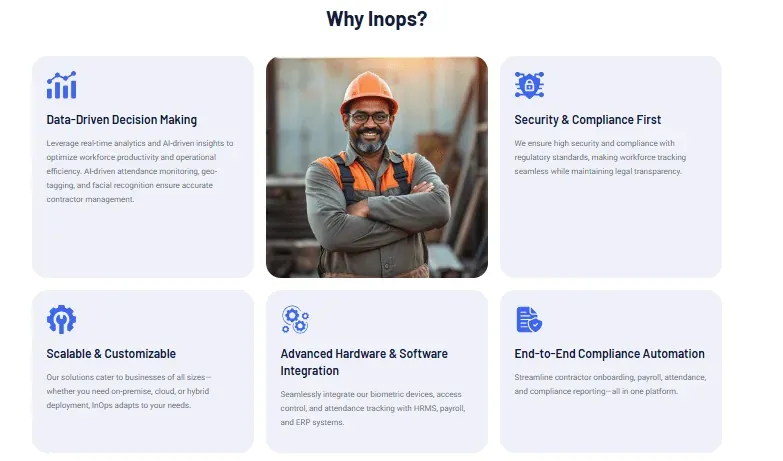 Why Inops?
Data-Driven Decision Making
Leverage real-time analytics and AI-driven insights to
optimize workforce productivity and operational
efficiency. AI-driven attendance monitoring, geo-
tagging, and facial recognition ensure accurate
contractor management.
Security & Compliance First
We ensure high security and compliance with
regulatory standards, making workforce tracking
seamless while maintaining legal transparency.
Scalable & Customizable
Our solutions cater to businesses of all sizes—
whether you need on-premise, cloud, or hybrid
deployment, InOps adapts to your needs.
Advanced Hardware & Software
Integration
Seamlessly integrate our biometric devices, access
control, and attendance tracking with HRMS, payroll,
and ERP systems.
End-to-End Compliance Automation
Streamline contractor onboarding, payroll, attendance,
and compliance reporting—all in one platform.